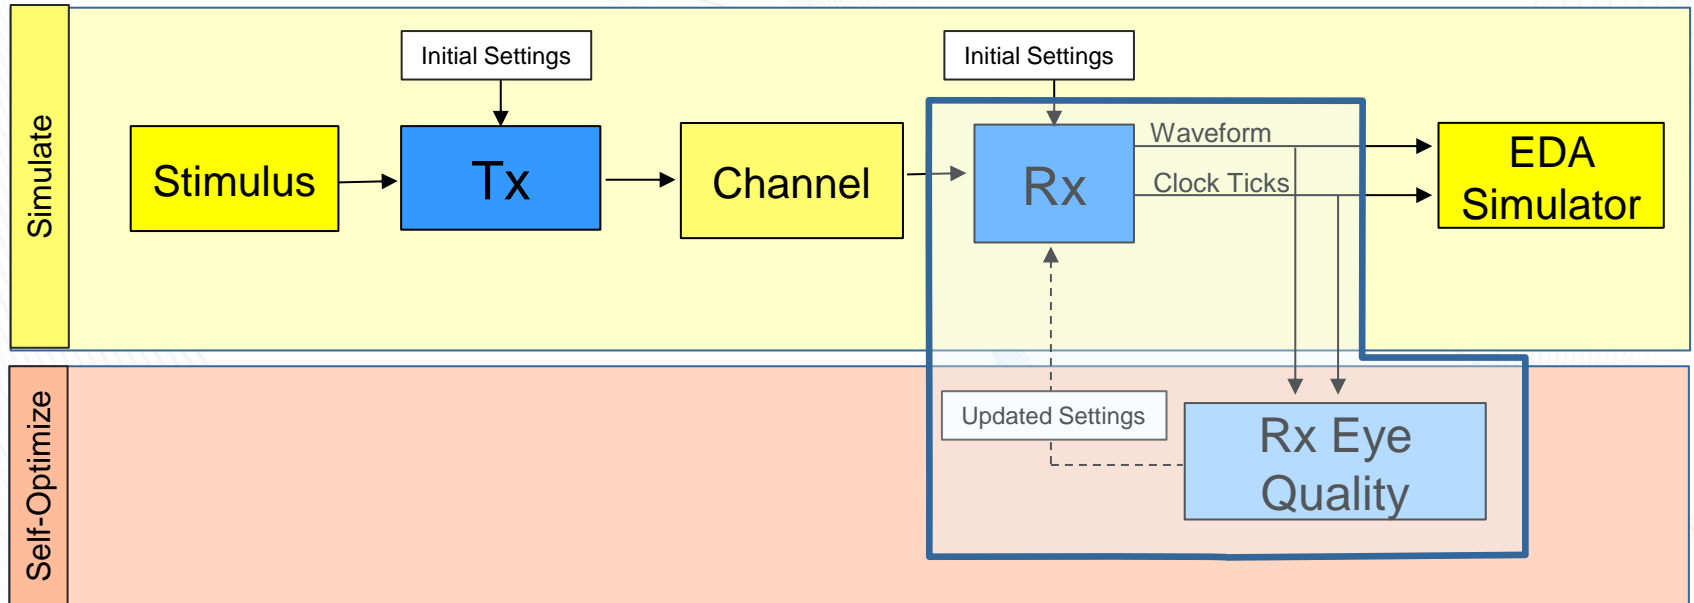 Simulate
Initial Settings
Initial Settings
Stimulus
Tx
Channel
Rx
Waveform
Clock Ticks
EDA
Simulator
Self-Optimize
Updated Settings
Rx Eye
Quality